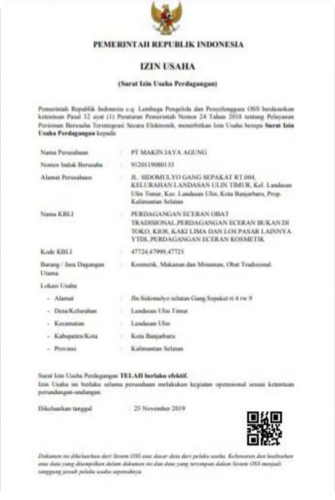 PEMERINTAH REPUBLIK INDONESIA
IZIN USAHA
(Surat Izin Usaha Perdagangan)
Pemerintah Republik Indonesia c.q. Lembaga Pengelola dan Penyelenggara OSS berdasarkan
ketentuan Pasal 32 ayat (1) Peraturan Pemerintah Nomor 24 Tahun 2018 tentang Pelayanan
Perizinan Berusaha Terintegrasi Secara Elektronik, menerbitkan Izin Usaha berupa Surat Izin
Usaha Perdagangan kepada
Nama Perusahaan : PT MAKIN JAYA AGUNG
Nomor Induk Berusaha : 9120119080133
Alamat Perusahaan : JL. SIDOMULYO GANG SEPAKAT RT 004,
KELURAHAN LANDASAN ULIN TIMUR, Kel. Landasan
Ulin Timur, Kec. Landasan Ulin, Kota Banjarbaru, Prop.
Kalimantan Selatan
Nama KBLI : PERDAGANGAN ECERAN OBAT
TRADISIONAL,PERDAGANGAN ECERAN BUKAN DI
TOKO, KIOS, KAKI LIMA DAN LOS PASAR LAINNYA
YTDL,PERDAGANGAN ECERAN KOSMETIK
Kode KBLI : 47724,47999,47725
Barang / Jasa Dagangan : Kosmetik, Makanan dan Minuman, Obat Tradisional
Utama
Lokasi Usaha
- Alamat : Jln Sidomulyo selatan Gang Sepakat rt 4 rw 9
- Desa/Kelurahan : Landasan Ulin Timur
- Kecamatan : Landasan Ulin
- Kabupaten/Kota : Kota Banjarbaru
- Provinsi : Kalimantan Selatan
Surat Izin Usaha Perdagangan TELAH berlaku efektif.
Izin Usaha ini berlaku selama perusahaan melakukan kegiatan operasional sesuai ketentuan
perundang-undangan.
Dikeluarkan tanggal : 25 November 2019
Dokumen ini dikeluarkan dari Sistem OSS atas dasar data dari pelaku usaha. Kebenaran dan keabsahan
atas data yang ditampilkan dalam dokumen ini dan data yang tersimpan dalam Sistem OSS menjadi
tanggung jawab pelaku usaha sepenuhnya.